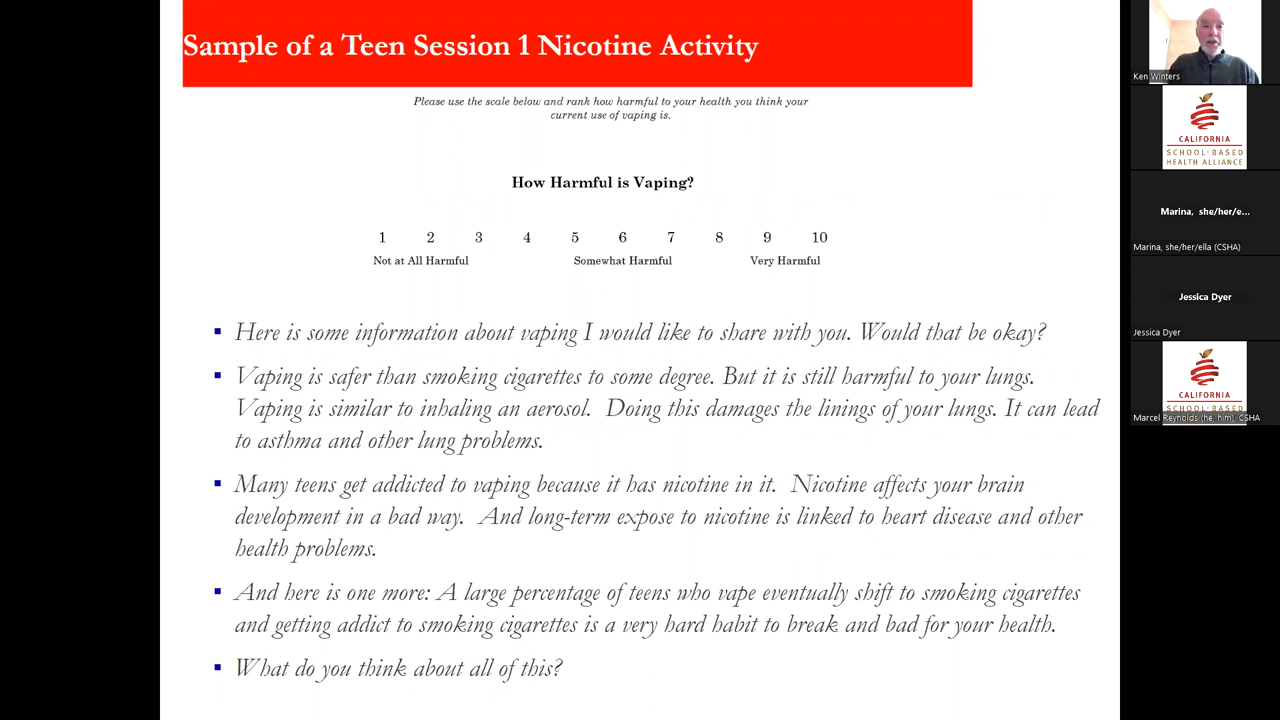 Sample of a Teen Session 1 Nicotine Activity
Please use the scale below and rank how harmful to your health you think your
current use of vaping is.
How Harmful is Vaping?
1 2 3 4 5 6 7 8 9 10
Not at All Harmful Somewhat Harmful Very Harmful
Here is some information about vaping I would like to share with you. Would that be okay?
Vaping is safer than smoking cigarettes to some degree. But it is still harmful to your lungs.
Vaping is similar to inhaling an aerosol. Doing this damages the linings of your lungs. It can lead
to asthma and other lung problems.
Many teens get addicted to vaping because it has nicotine in it. Nicotine affects your brain
development in a bad way. And long-term expose to nicotine is linked to heart disease and other
health problems.
And here is one more: A large percentage of teens who vape eventually shift to smoking cigarettes
and getting addict to smoking cigarettes is a very hard habit to break and bad for your health.
What do you think about all of this?
Ken Winters
CALIFORNIA
SCHOOL-BASED
HEALTH ALLIANCE
Marina, she/her/e...
Marina, she/her/ella (CSHA)
Jessica Dyer
Jessica Dyer
CALIFORNIA
SCHOOL-BASED
Marcel Reynolds (he, him), CSHA